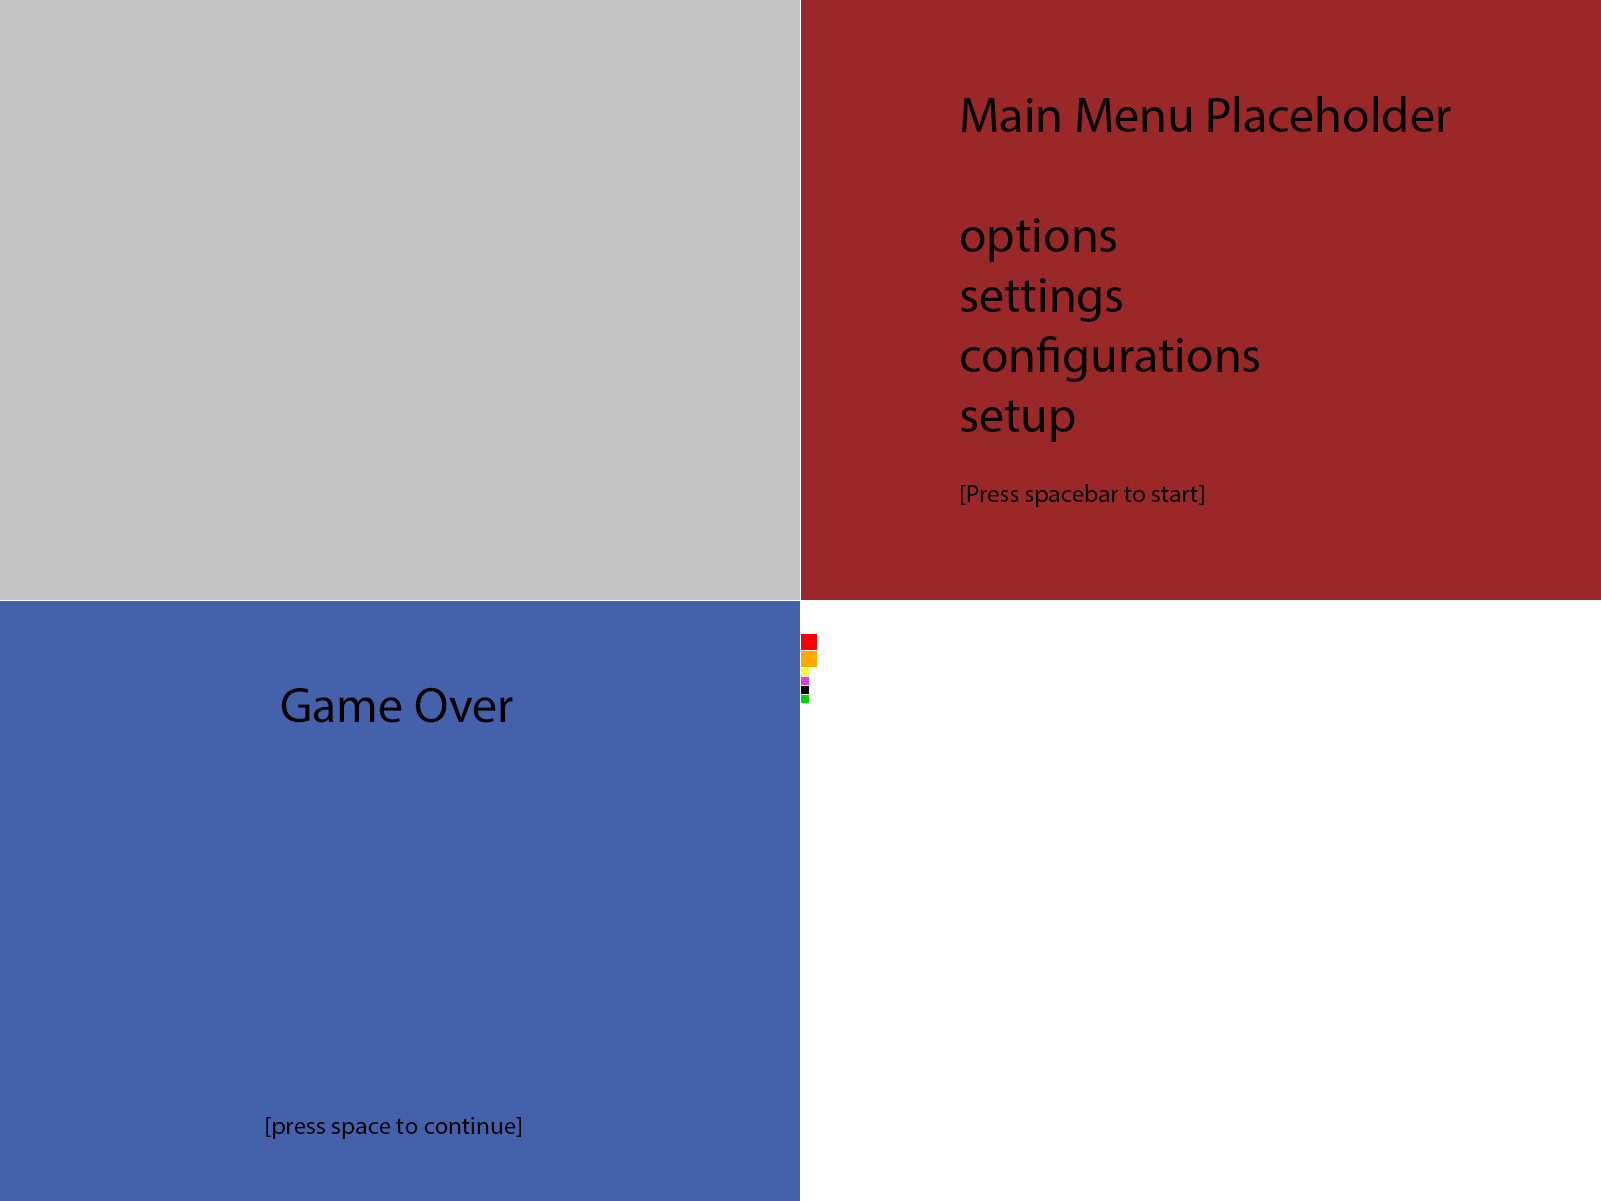 Main Menu Placeholder
options
settings
configurations
setup
[Press spacebar to start]
Game Over
[press space to continue]